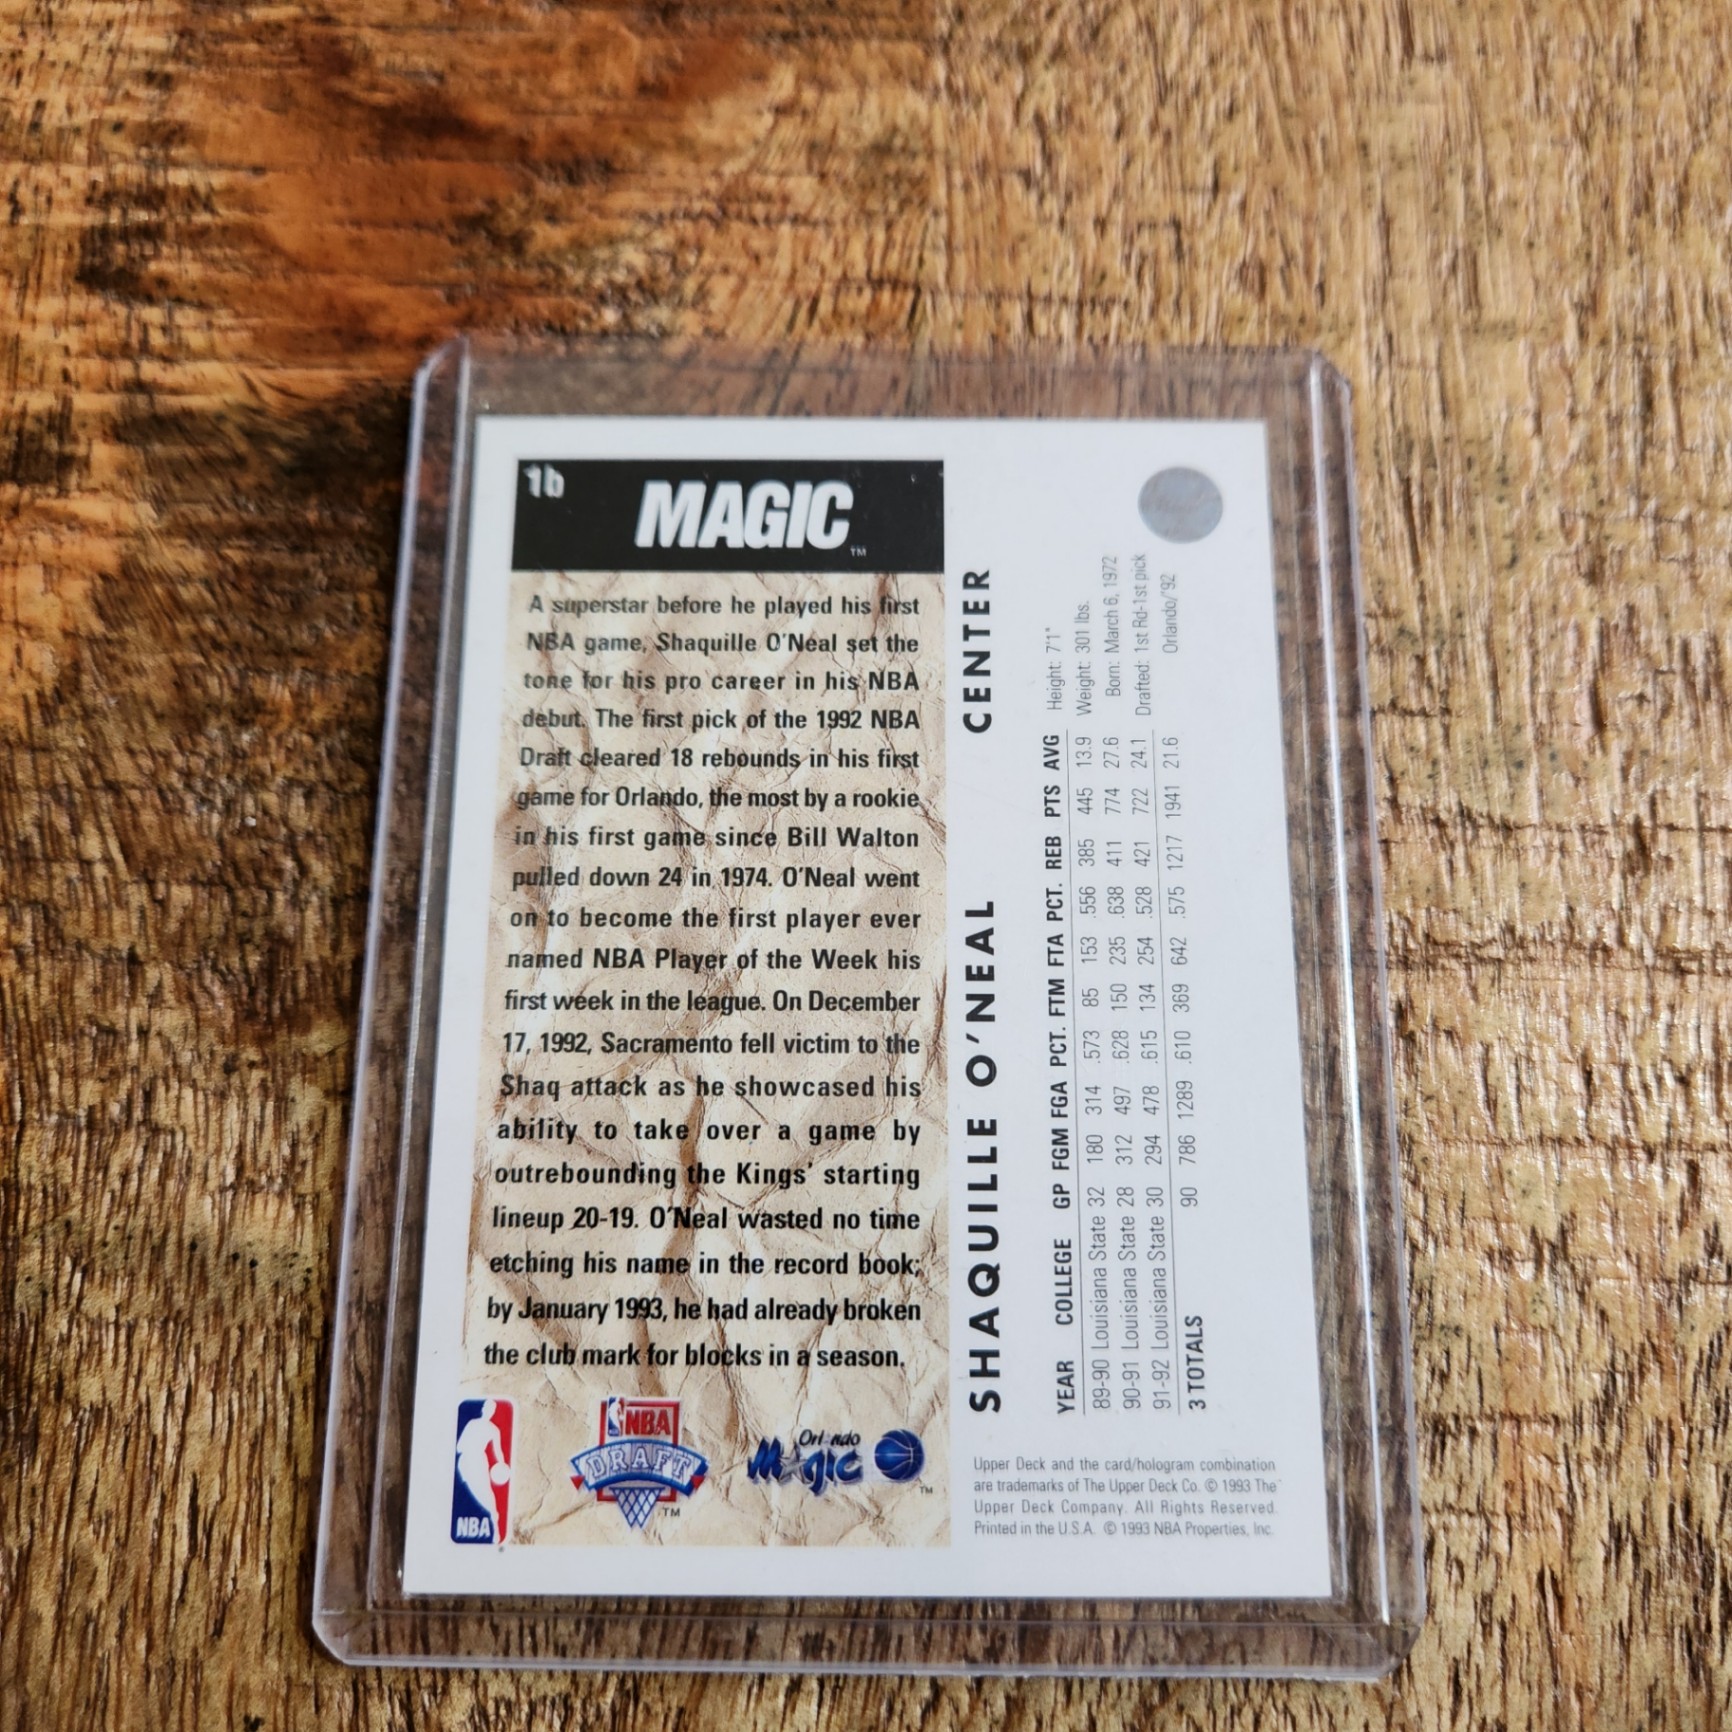 1b
MAGIC
TM
A superstar before he played his first
NBA game, Shaquille O'Neal set the
tone for his pro career in his NBA
debut. The first pick of the 1992 NBA
Draft cleared 18 rebounds in his first
game for Orlando, the most by a rookie
in his first game since Bill Walton
pulled down 24 in 1974. O'Neal went
on to become the first player ever
named NBA Player of the Week his
first week in the league. On December
17, 1992, Sacramento fell victim to the
Shaq attack as he showcased his
ability to take over a game by
outrebounding the Kings' starting
lineup 20-19. O'Neal wasted no time
etching his name in the record book;
by January 1993, he had already broken
the club mark for blocks in a season.
NBA
NBA
DRAFT
TM
Orlando
Magic
TM
SHAQUILLE O'NEAL CENTER
Height: 7'1"
Weight: 301 lbs.
Born: March 6, 1972
Drafted: 1st Rd-1st pick
Orlando/'92
YEAR COLLEGE GP FGM FGA PCT. FTM FTA PCT. REB PTS AVG
89-90 Louisiana State 32 180 314 .573 85 153 .556 385 445 13.9
90-91 Louisiana State 28 312 497 .628 150 235 .638 411 774 27.6
91-92 Louisiana State 30 294 478 .615 134 254 .528 421 722 24.1
3 TOTALS 90 786 1289 .610 369 642 .575 1217 1941 21.6
Upper Deck and the card/hologram combination
are trademarks of The Upper Deck Co. © 1993 The
Upper Deck Company. All Rights Reserved.
Printed in the U.S.A. © 1993 NBA Properties, Inc.